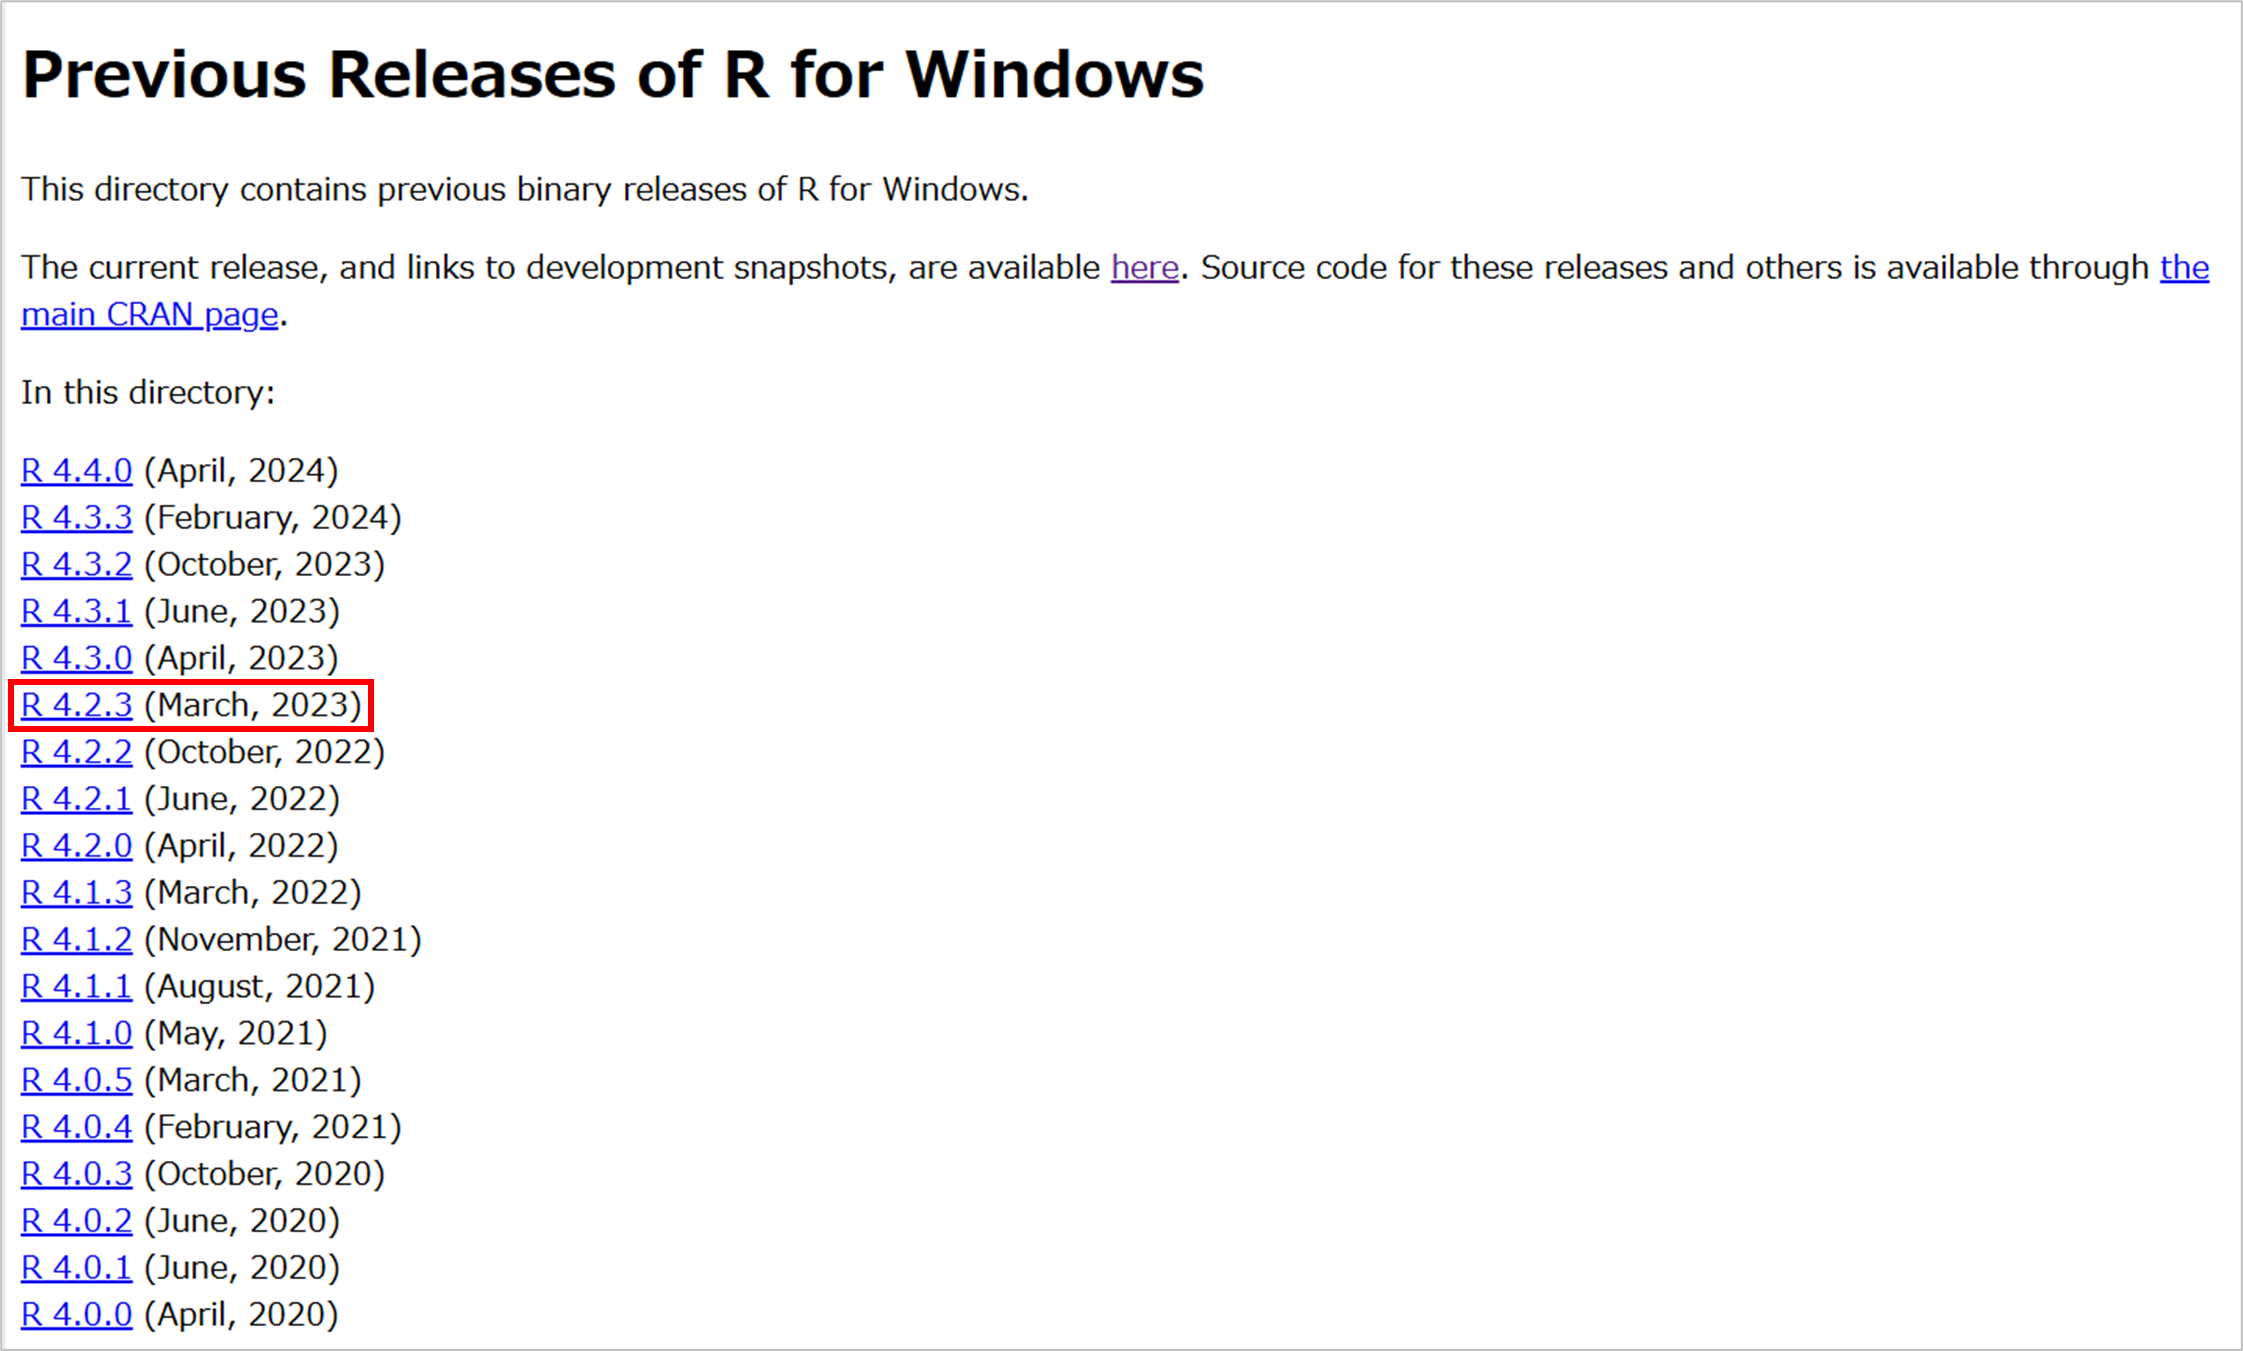 Previous Releases of R for Windows
This directory contains previous binary releases of R for Windows.
The current release, and links to development snapshots, are available here. Source code for these releases and others is available through the
main CRAN page.
In this directory:
R 4.4.0 (April, 2024)
R 4.3.3 (February, 2024)
R 4.3.2 (October, 2023)
R 4.3.1 (June, 2023)
R 4.3.0 (April, 2023)
R 4.2.3 (March, 2023)
R 4.2.2 (October, 2022)
R 4.2.1 (June, 2022)
R 4.2.0 (April, 2022)
R 4.1.3 (March, 2022)
R 4.1.2 (November, 2021)
R 4.1.1 (August, 2021)
R 4.1.0 (May, 2021)
R 4.0.5 (March, 2021)
R 4.0.4 (February, 2021)
R 4.0.3 (October, 2020)
R 4.0.2 (June, 2020)
R 4.0.1 (June, 2020)
R 4.0.0 (April, 2020)